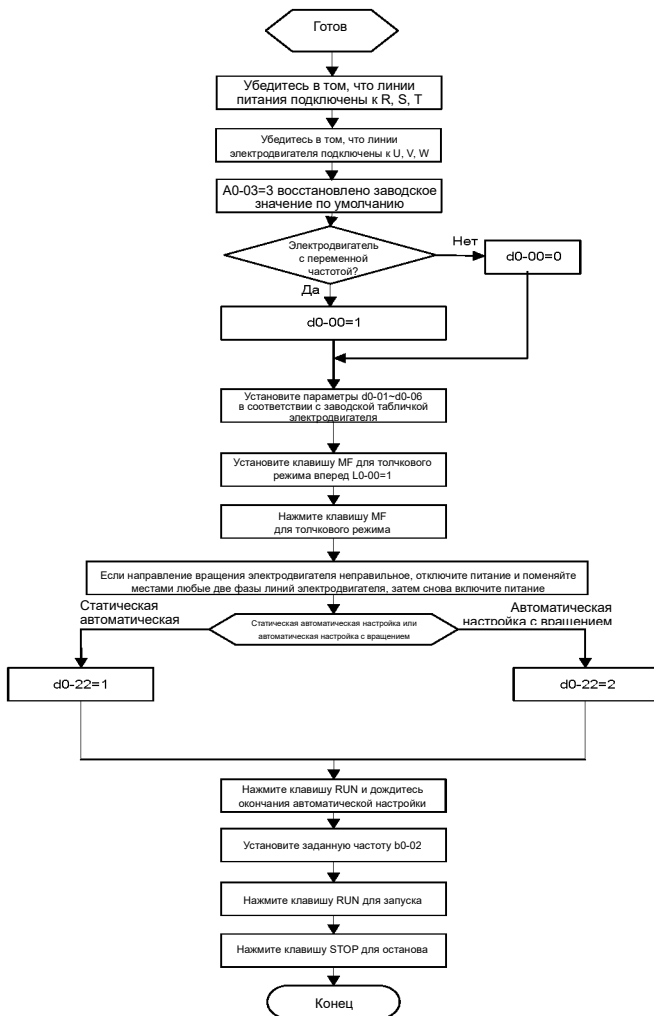 Готов
Убедитесь в том, что линии
питания подключены к R, S, T
Убедитесь в том, что линии
электродвигателя подключены к U, V, W
A0-03=3 восстановлено заводское
значение по умолчанию
Электродвигатель
с переменной
частотой?
Нет
d0-00=0
Да
d0-00=1
Установите параметры d0-01~d0-06
в соответствии с заводской табличкой
электродвигателя
Установите клавишу MF для толчкового
режима вперед L0-00=1
Нажмите клавишу MF
для толчкового режима
Если направление вращения электродвигателя неправильное, отключите питание и поменяйте
местами любые две фазы линий электродвигателя, затем снова включите питание
Статическая
автоматическая
Статическая автоматическая настройка или
автоматическая настройка с вращением
Автоматическая
настройка с вращением
d0-22=1
d0-22=2
Нажмите клавишу RUN и дождитесь
окончания автоматической настройки
Установите заданную частоту b0-02
Нажмите клавишу RUN для запуска
Нажмите клавишу STOP для останова
Конец